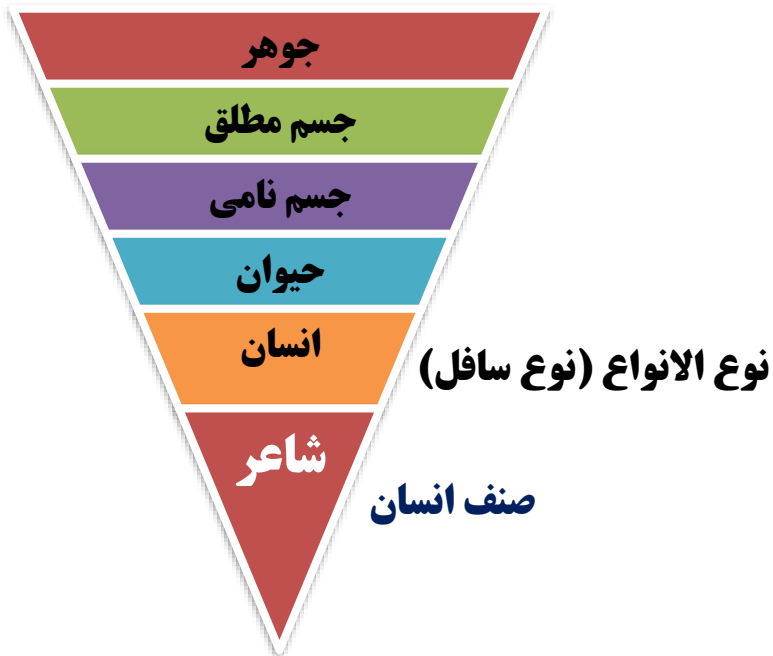 جوهر
جسم مطلق
جسم نامی
حیوان
انسان
نوع الانواع (نوع سافل)
شاعر
صنف انسان